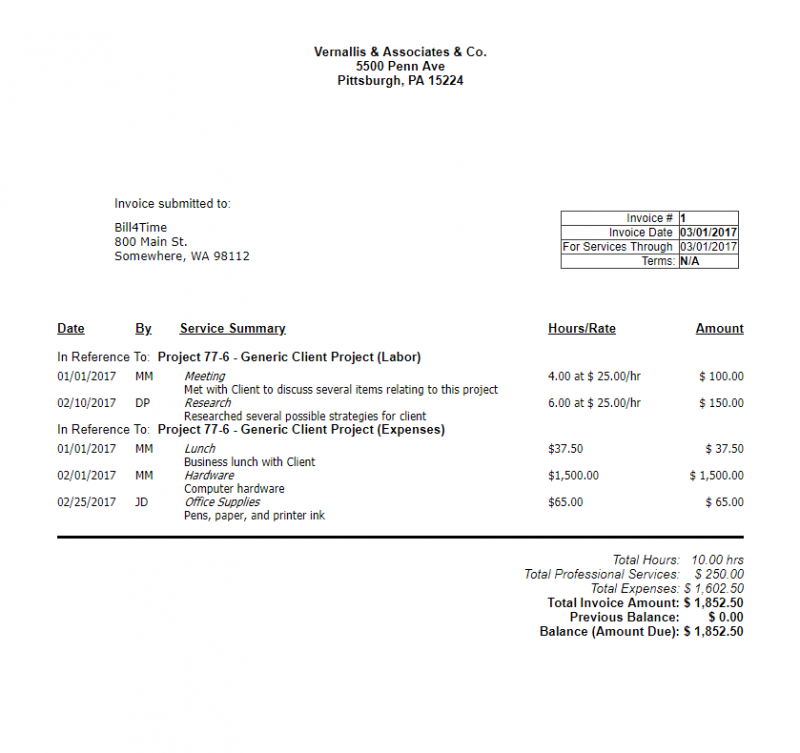 Vernallis & Associates & Co.
5500 Penn Ave
Pittsburgh, PA 15224
Invoice submitted to:
Bill4Time
800 Main St.
Somewhere, WA 98112
Invoice # 1
Invoice Date 03/01/2017
For Services Through 03/01/2017
Terms: N/A
Date By Service Summary Hours/Rate Amount
In Reference To: Project 77-6 - Generic Client Project (Labor)
01/01/2017 MM Meeting 4.00 at $ 25.00/hr $ 100.00
Met with Client to discuss several items relating to this project
02/10/2017 DP Research 6.00 at $ 25.00/hr $ 150.00
Researched several possible strategies for client
In Reference To: Project 77-6 - Generic Client Project (Expenses)
01/01/2017 MM Lunch $37.50 $ 37.50
Business lunch with Client
02/01/2017 MM Hardware $1,500.00 $ 1,500.00
Computer hardware
02/25/2017 JD Office Supplies $65.00 $ 65.00
Pens, paper, and printer ink
Total Hours: 10.00 hrs
Total Professional Services: $ 250.00
Total Expenses: $ 1,602.50
Total Invoice Amount: $ 1,852.50
Previous Balance: $ 0.00
Balance (Amount Due): $ 1,852.50